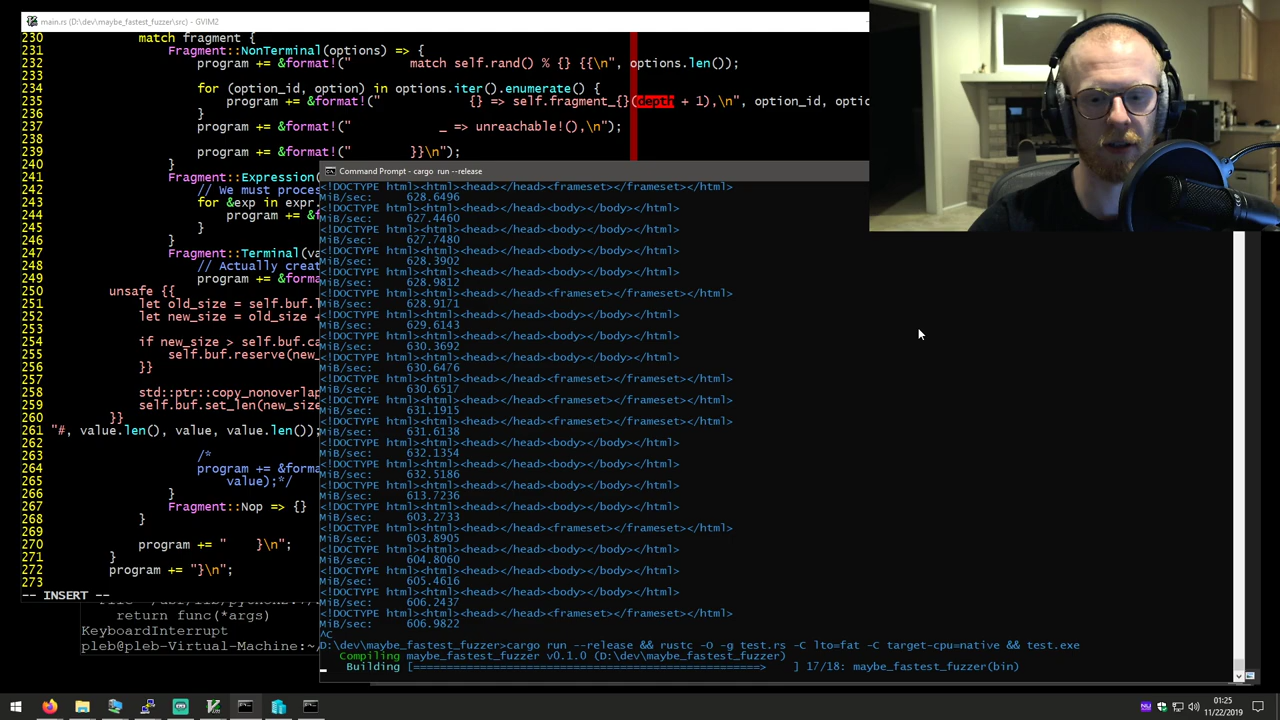 main.rs (D:\dev\maybe_fastest_fuzzer\src) - GVIM2
230 match fragment {
231 Fragment::NonTerminal(options) => {
232 program += &format!(" match self.rand() % {} {{\n", options.len());
233
234 for (option_id, option) in options.iter().enumerate() {
235 program += &format!(" {} => self.fragment_{}(depth + 1),\n", option_id, optio
236 }
237 program += &format!(" _ => unreachable!(),\n");
238
239 program += &format!(" }}\n");
240 }
241 Fragment::Expression(
242 // We must proces
243 for &exp in expr.
244 program += &f
245 }
246 }
247 Fragment::Terminal(va
248 // Actually creat
249 program += &forma
250 unsafe {{
251 let old_size = self.buf.l
252 let new_size = old_size +
253
254 if new_size > self.buf.ca
255 self.buf.reserve(new_
256 }}
257
258 std::ptr::copy_nonoverlap
259 self.buf.set_len(new_size
260 }}
261 "#, value.len(), value, value.len());
262
263 /*
264 program += &forma
265 value);*/
266 }
267 Fragment::Nop => {}
268 }
269
270 program += " }\n";
271 }
272 program += "}\n";
273
-- INSERT --
return func(*args)
KeyboardInterrupt
pleb@pleb-Virtual-Machine:~/
Command Prompt - cargo run --release
<!DOCTYPE html><html><head></head><frameset></frameset></html>
MiB/sec: 628.6496
<!DOCTYPE html><html><head></head><body></body></html>
MiB/sec: 627.4460
<!DOCTYPE html><html><head></head><body></body></html>
MiB/sec: 627.7480
<!DOCTYPE html><html><head></head><body></body></html>
MiB/sec: 628.3902
<!DOCTYPE html><html><head></head><body></body></html>
MiB/sec: 628.9812
<!DOCTYPE html><html><head></head><frameset></frameset></html>
MiB/sec: 628.9171
<!DOCTYPE html><html><head></head><body></body></html>
MiB/sec: 629.6143
<!DOCTYPE html><html><head></head><frameset></frameset></html>
MiB/sec: 630.3692
<!DOCTYPE html><html><head></head><body></body></html>
MiB/sec: 630.6476
<!DOCTYPE html><html><head></head><frameset></frameset></html>
MiB/sec: 630.6517
<!DOCTYPE html><html><head></head><frameset></frameset></html>
MiB/sec: 631.1915
<!DOCTYPE html><html><head></head><frameset></frameset></html>
MiB/sec: 631.6138
<!DOCTYPE html><html><head></head><body></body></html>
MiB/sec: 632.1354
<!DOCTYPE html><html><head></head><body></body></html>
MiB/sec: 632.5186
<!DOCTYPE html><html><head></head><body></body></html>
MiB/sec: 613.7236
<!DOCTYPE html><html><head></head><body></body></html>
MiB/sec: 603.2733
<!DOCTYPE html><html><head></head><frameset></frameset></html>
MiB/sec: 603.8905
<!DOCTYPE html><html><head></head><body></body></html>
MiB/sec: 604.8060
<!DOCTYPE html><html><head></head><body></body></html>
MiB/sec: 605.4616
<!DOCTYPE html><html><head></head><body></body></html>
MiB/sec: 606.2437
<!DOCTYPE html><html><head></head><frameset></frameset></html>
MiB/sec: 606.9822
^C
D:\dev\maybe_fastest_fuzzer>cargo run --release && rustc -O -g test.rs -C lto=fat -C target-cpu=native && test.exe
Compiling maybe_fastest_fuzzer v0.1.0 (D:\dev\maybe_fastest_fuzzer)
Building [====================================================> ] 17/18: maybe_fastest_fuzzer(bin)
01:25
11/22/2019